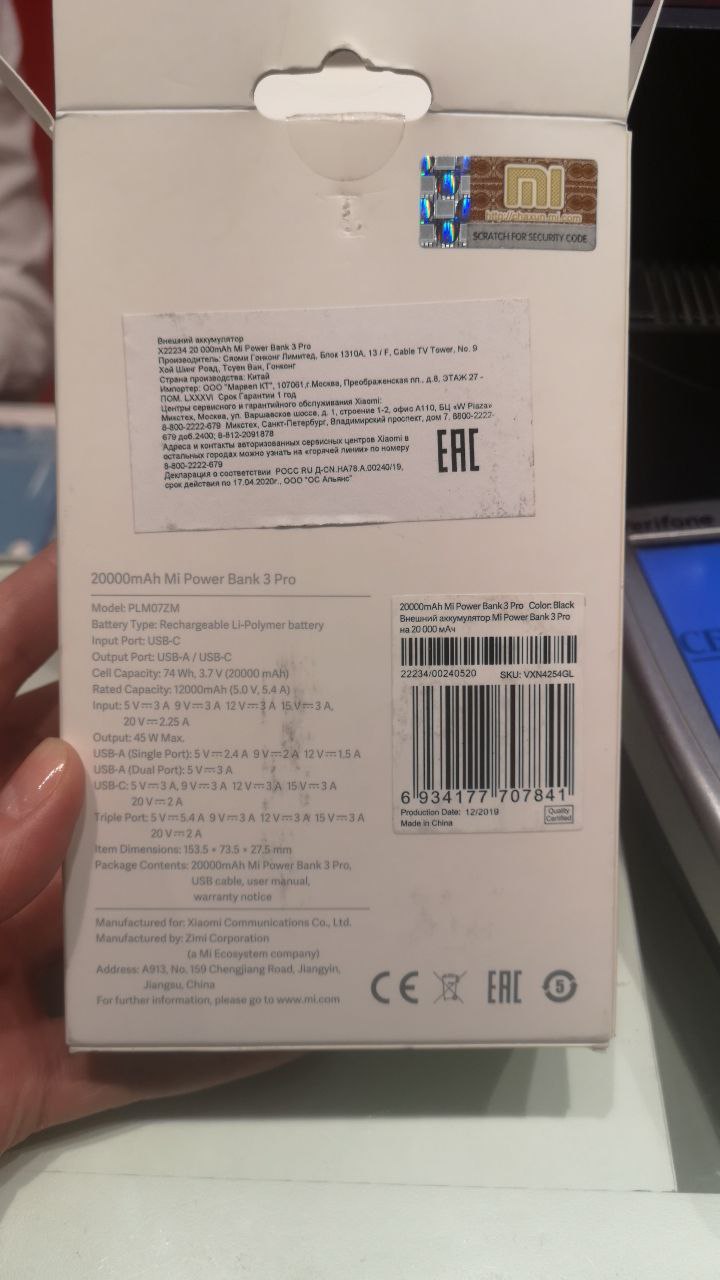 mi
http://chaxun.mi.com
SCRATCH FOR SECURITY CODE
Внешний аккумулятор
X22234 20 000mAh Mi Power Bank 3 Pro
Производитель: Сяоми Гонконг Лимитед, Блок 1310А, 13 / F, Cable TV Tower, No. 9
Хой Шинг Роад, Тсуен Ван, Гонконг
Страна производства: Китай
Импортер: ООО "Марвел КТ", 107061,г.Москва, Преображенская пл., д.8, ЭТАЖ 27 -
ПОМ. LXXXVI Срок Гарантии 1 год
Центры сервисного и гарантийного обслуживания Xiaomi:
Микстех, Москва, ул. Варшавское шоссе, д. 1, строение 1-2, офис А110, БЦ «W Plaza»
8-800-2222-679 Микстех, Санкт-Петербург, Владимирский проспект, дом 7, 8800-2222-
679 доб.2400; 8-812-2091878
Адреса и контакты авторизованных сервисных центров Xiaomi в
остальных городах можно узнать на «горячей линии» по номеру
8-800-2222-679
Декларация о соответствии РОСС RU Д-CN.НА78.А.00240/19,
срок действия по 17.04.2020г., ООО "ОС Альянс"
EAC
verifone
20000mAh Mi Power Bank 3 Pro
Model: PLM07ZM
Battery Type: Rechargeable Li-Polymer battery
Input Port: USB-C
Output Port: USB-A / USB-C
Cell Capacity: 74 Wh, 3.7 V (20000 mAh)
Rated Capacity: 12000mAh (5.0 V, 5.4 A)
Input: 5 V⎓3 A 9 V⎓3 A 12 V⎓3 A 15 V⎓3 A,
20 V⎓2.25 A
Output: 45 W Max.
USB-A (Single Port): 5 V⎓2.4 A 9 V⎓2 A 12 V⎓1.5 A
USB-A (Dual Port): 5 V⎓3 A
USB-C: 5 V⎓3 A, 9 V⎓3 A 12 V⎓3 A 15 V⎓3 A
20 V⎓2 A
Triple Port: 5 V⎓5.4 A 9 V⎓3 A 12 V⎓3 A 15 V⎓3 A
20 V⎓2 A
Item Dimensions: 153.5 × 73.5 × 27.5 mm
Package Contents: 20000mAh Mi Power Bank 3 Pro,
USB cable, user manual,
warranty notice
Manufactured for: Xiaomi Communications Co., Ltd.
Manufactured by: Zimi Corporation
(a Mi Ecosystem company)
Address: A913, No. 159 Chengjiang Road, Jiangyin,
Jiangsu, China
For further information, please go to www.mi.com
20000mAh Mi Power Bank 3 Pro Color: Black
Внешний аккумулятор Mi Power Bank 3 Pro
на 20 000 мАч
22234/00240520 SKU: VXN4254GL
6 934177 707841
Production Date: 12/2019
Made in China
Quality
Certified
CE EAC 5